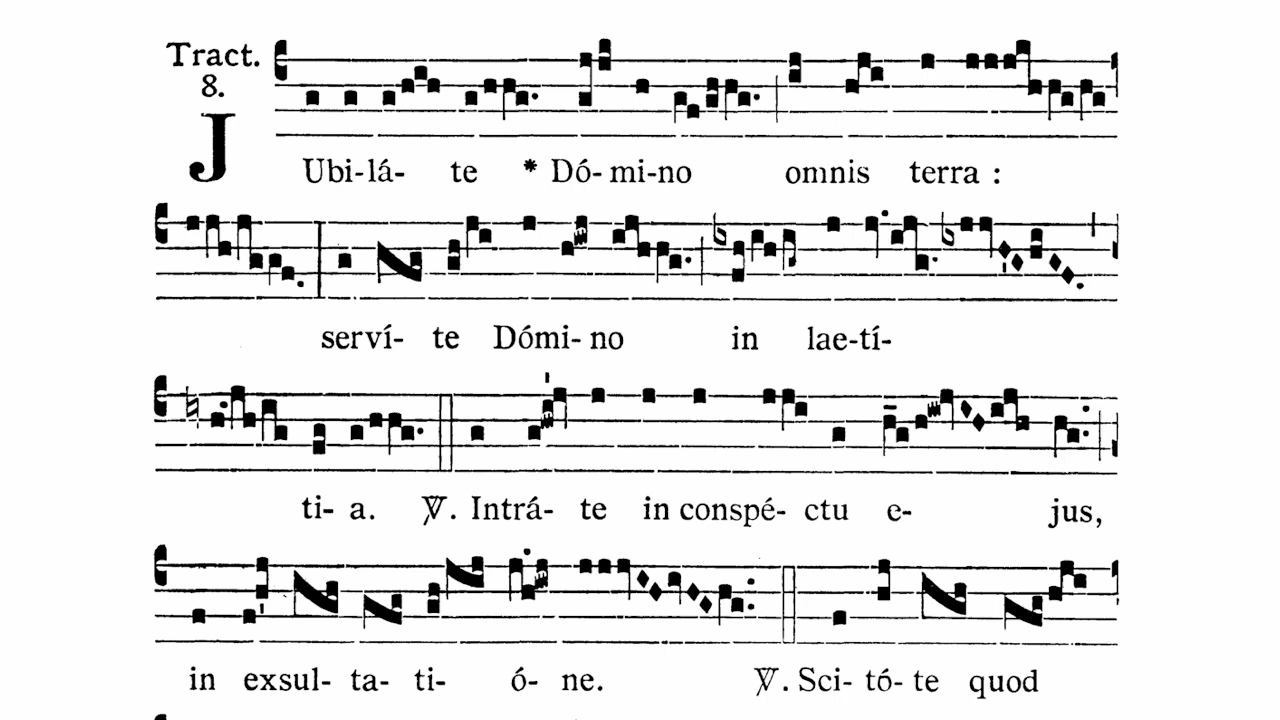 Tract.
8.
JUbi-lá- te * Dó-mi-no omnis terra :
serví- te Dómi-no in lae-tí-
ti- a. ℣. Intrá- te in conspé- ctu e- jus,
in exsul- ta- ti- ó- ne. ℣. Sci- tó- te quod